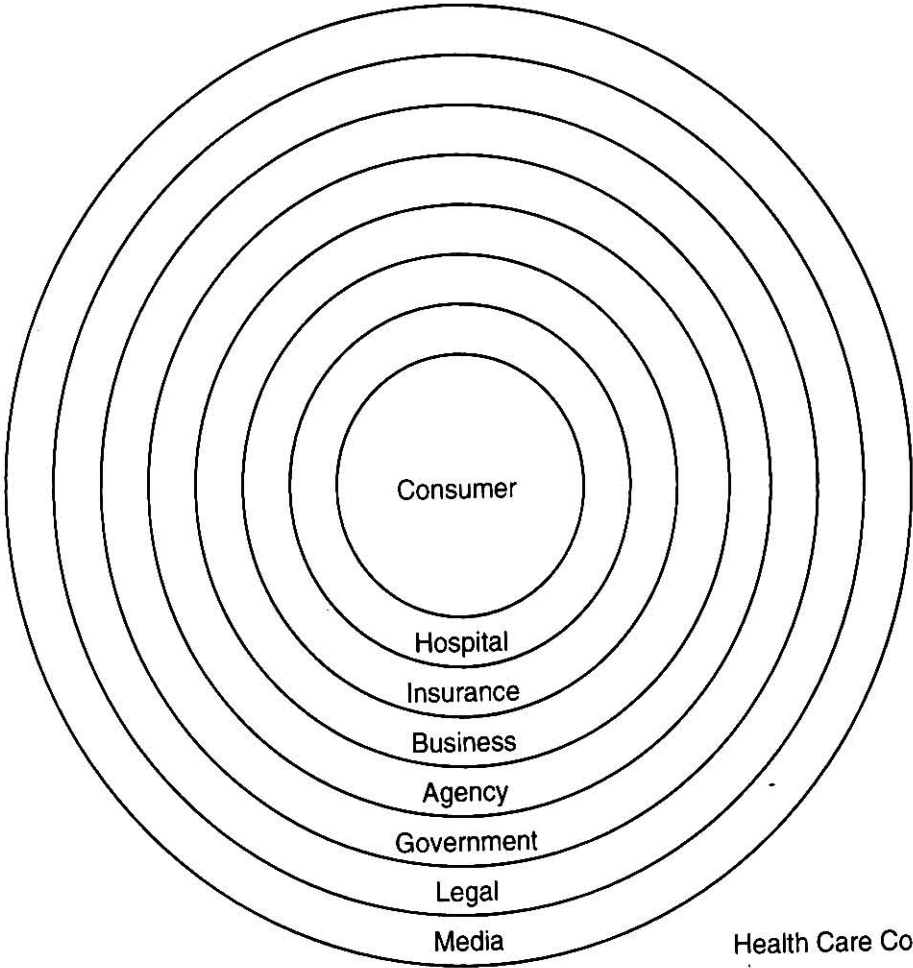 Consumer
Hospital
Insurance
Business
Agency
Government
Legal
Media
Health Care Co